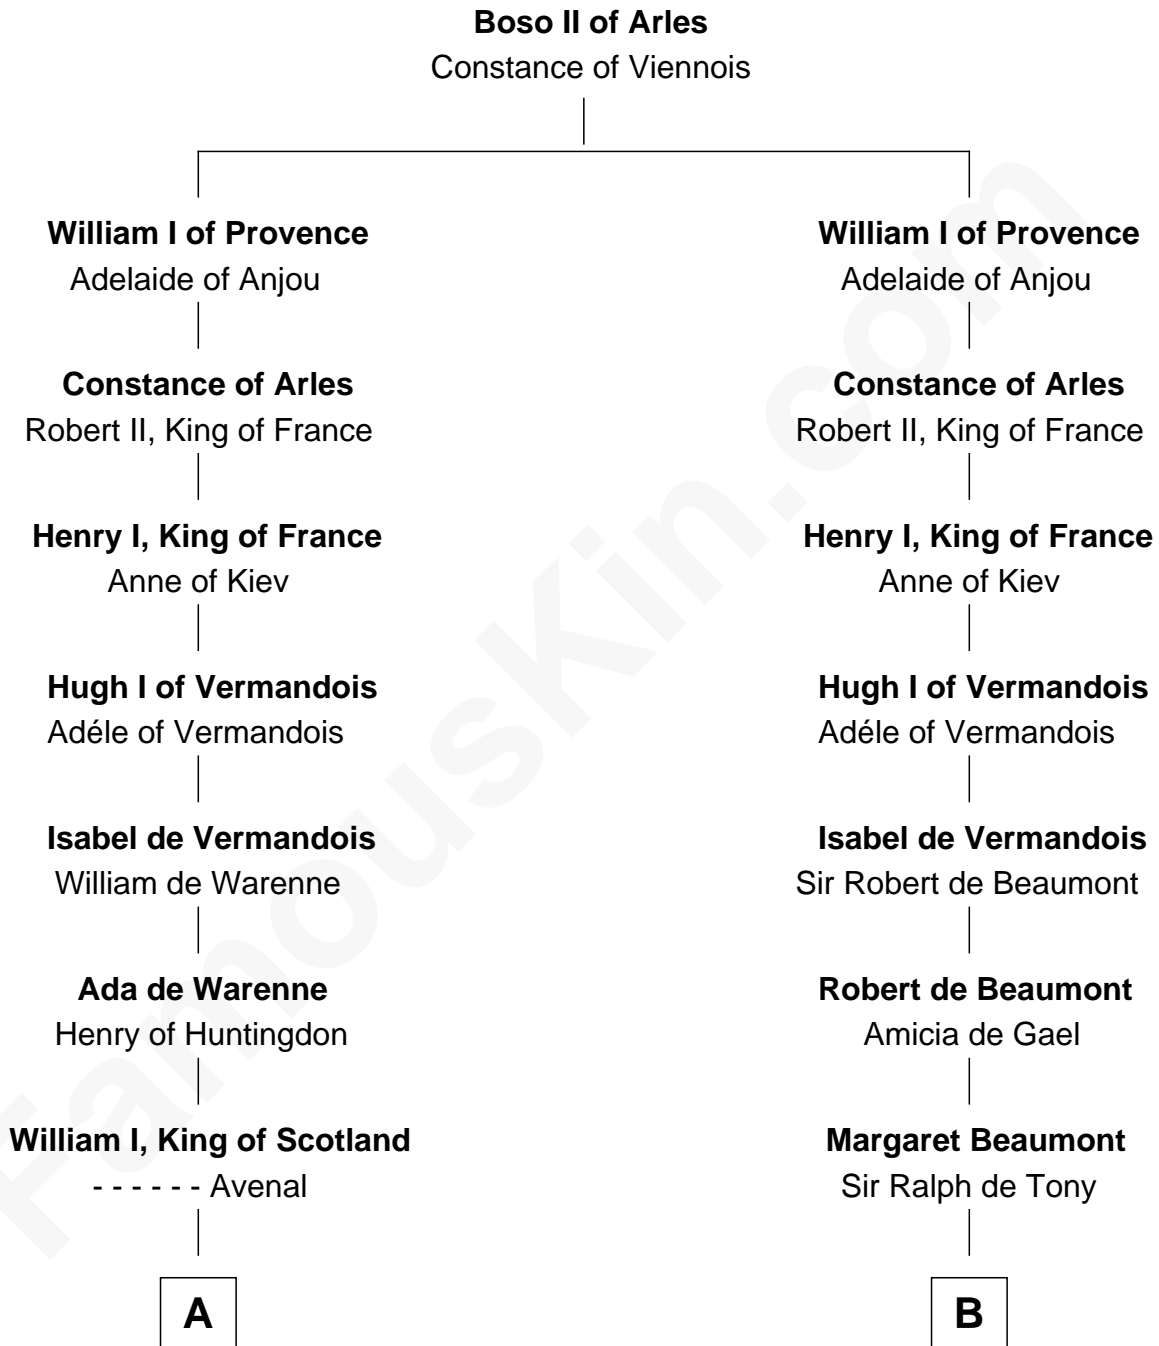 Boso II of Arles
Constance of Viennois
William I of Provence
Adelaide of Anjou
William I of Provence
Adelaide of Anjou
Constance of Arles
Robert II, King of France
Constance of Arles
Robert II, King of France
Henry I, King of France
Anne of Kiev
Henry I, King of France
Anne of Kiev
Hugh I of Vermandois
Adéle of Vermandois
Hugh I of Vermandois
Adéle of Vermandois
Isabel de Vermandois
William de Warenne
Isabel de Vermandois
Sir Robert de Beaumont
Ada de Warenne
Henry of Huntingdon
Robert de Beaumont
Amicia de Gael
William I, King of Scotland
- - - - - - Avenal
Margaret Beaumont
Sir Ralph de Tony
A
B
FamousKin.com